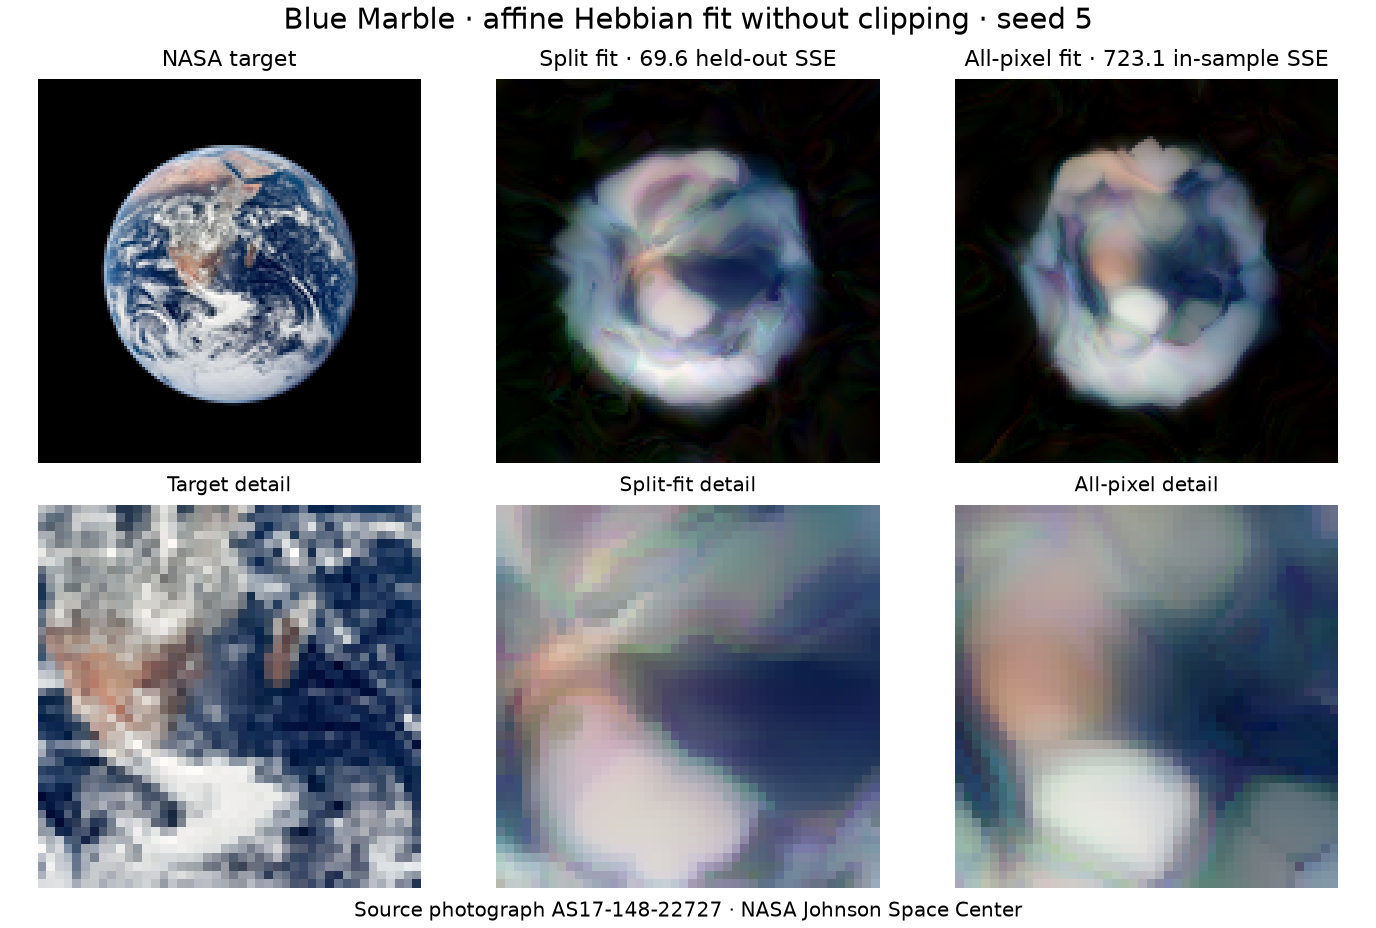 Blue Marble · affine Hebbian fit without clipping · seed 5
NASA target
Split fit · 69.6 held-out SSE
All-pixel fit · 723.1 in-sample SSE
Target detail
Split-fit detail
All-pixel detail
Source photograph AS17-148-22727 · NASA Johnson Space Center